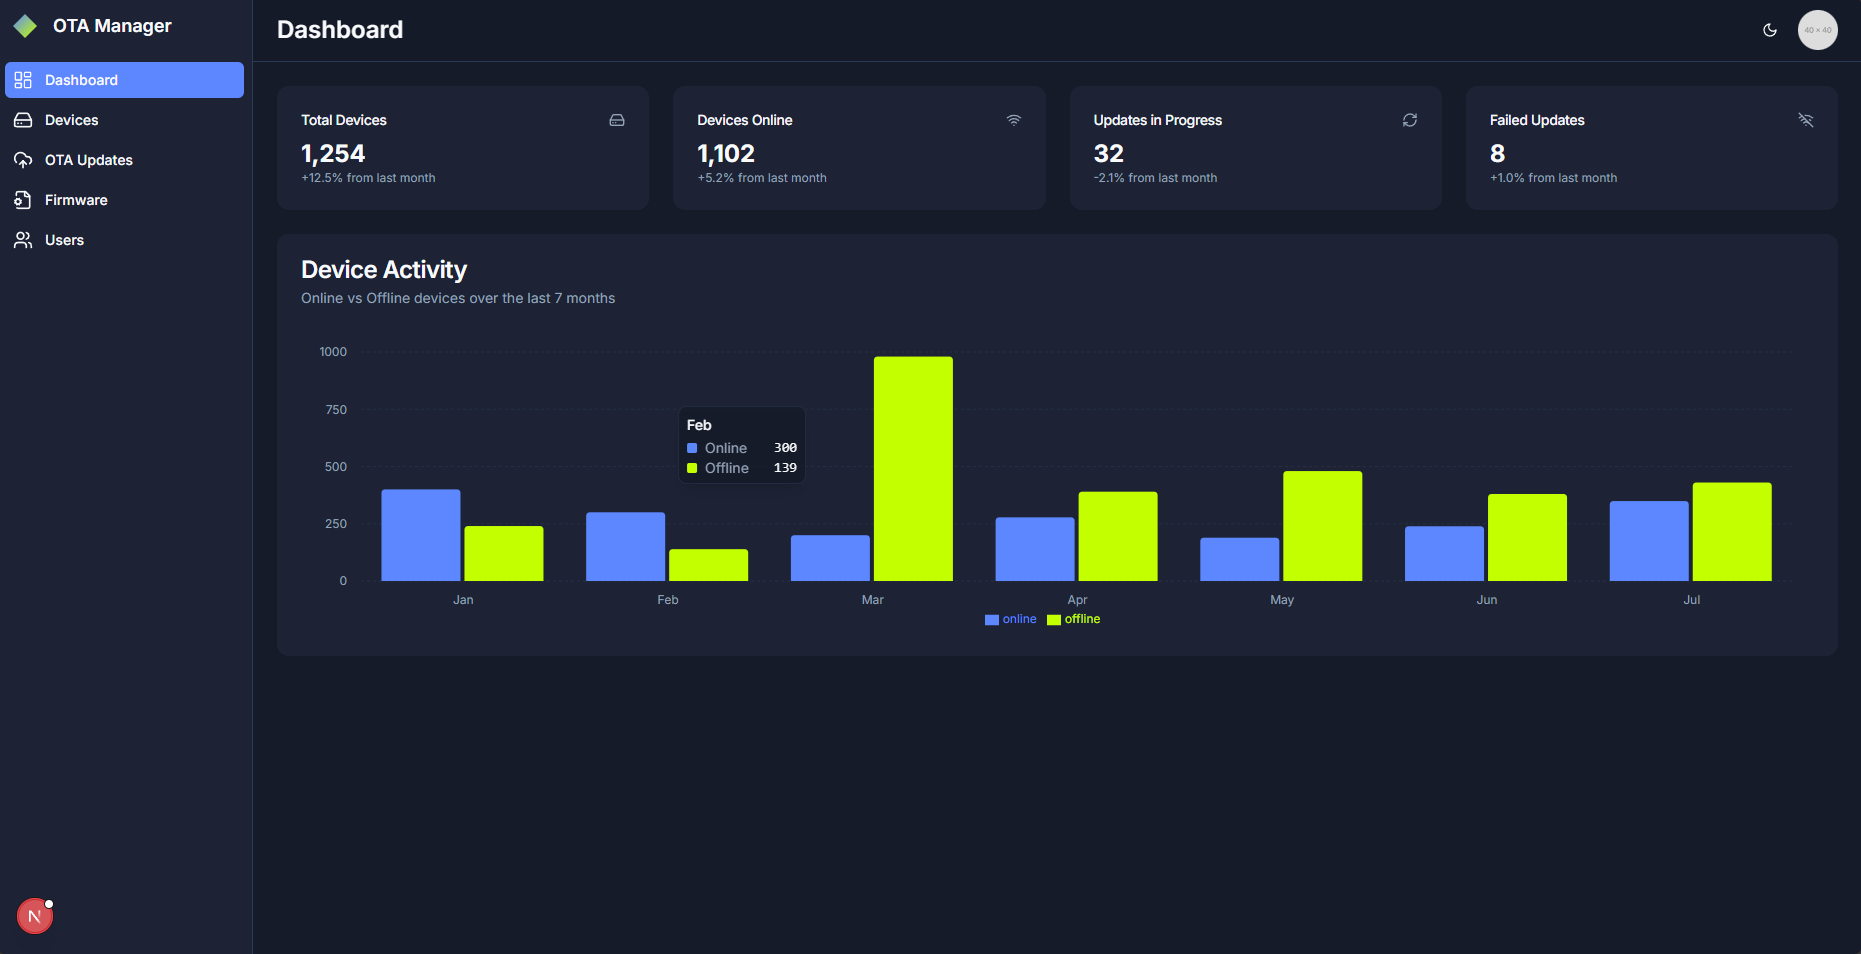 OTA Manager
Dashboard
Devices
OTA Updates
Firmware
Users
N
Dashboard
40 × 40
Total Devices
1,254
+12.5% from last month
Devices Online
1,102
+5.2% from last month
Updates in Progress
32
-2.1% from last month
Failed Updates
8
+1.0% from last month
Device Activity
Online vs Offline devices over the last 7 months
1000
750
500
250
0
Feb
Online 300
Offline 139
Jan Feb Mar Apr May Jun Jul
online offline